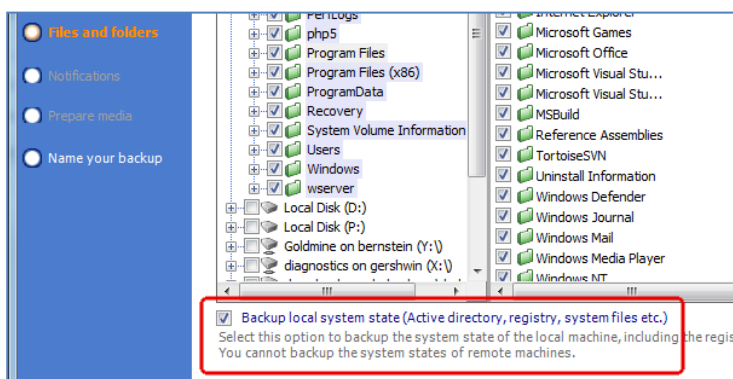 Files and folders
Notifications
Prepare media
Name your backup
PerfLogs
php5
Program Files
Program Files (x86)
ProgramData
Recovery
System Volume Information
Users
Windows
wserver
Local Disk (D:)
Local Disk (P:)
Goldmine on bernstein (Y:\)
diagnostics on gershwin (X:\)
Internet Explorer
Microsoft Games
Microsoft Office
Microsoft Visual Stu...
Microsoft Visual Stu...
MSBuild
Reference Assemblies
TortoiseSVN
Uninstall Information
Windows Defender
Windows Journal
Windows Mail
Windows Media Player
Windows NT
Backup local system state (Active directory, registry, system files etc.)
Select this option to backup the system state of the local machine, including the regis
You cannot backup the system states of remote machines.